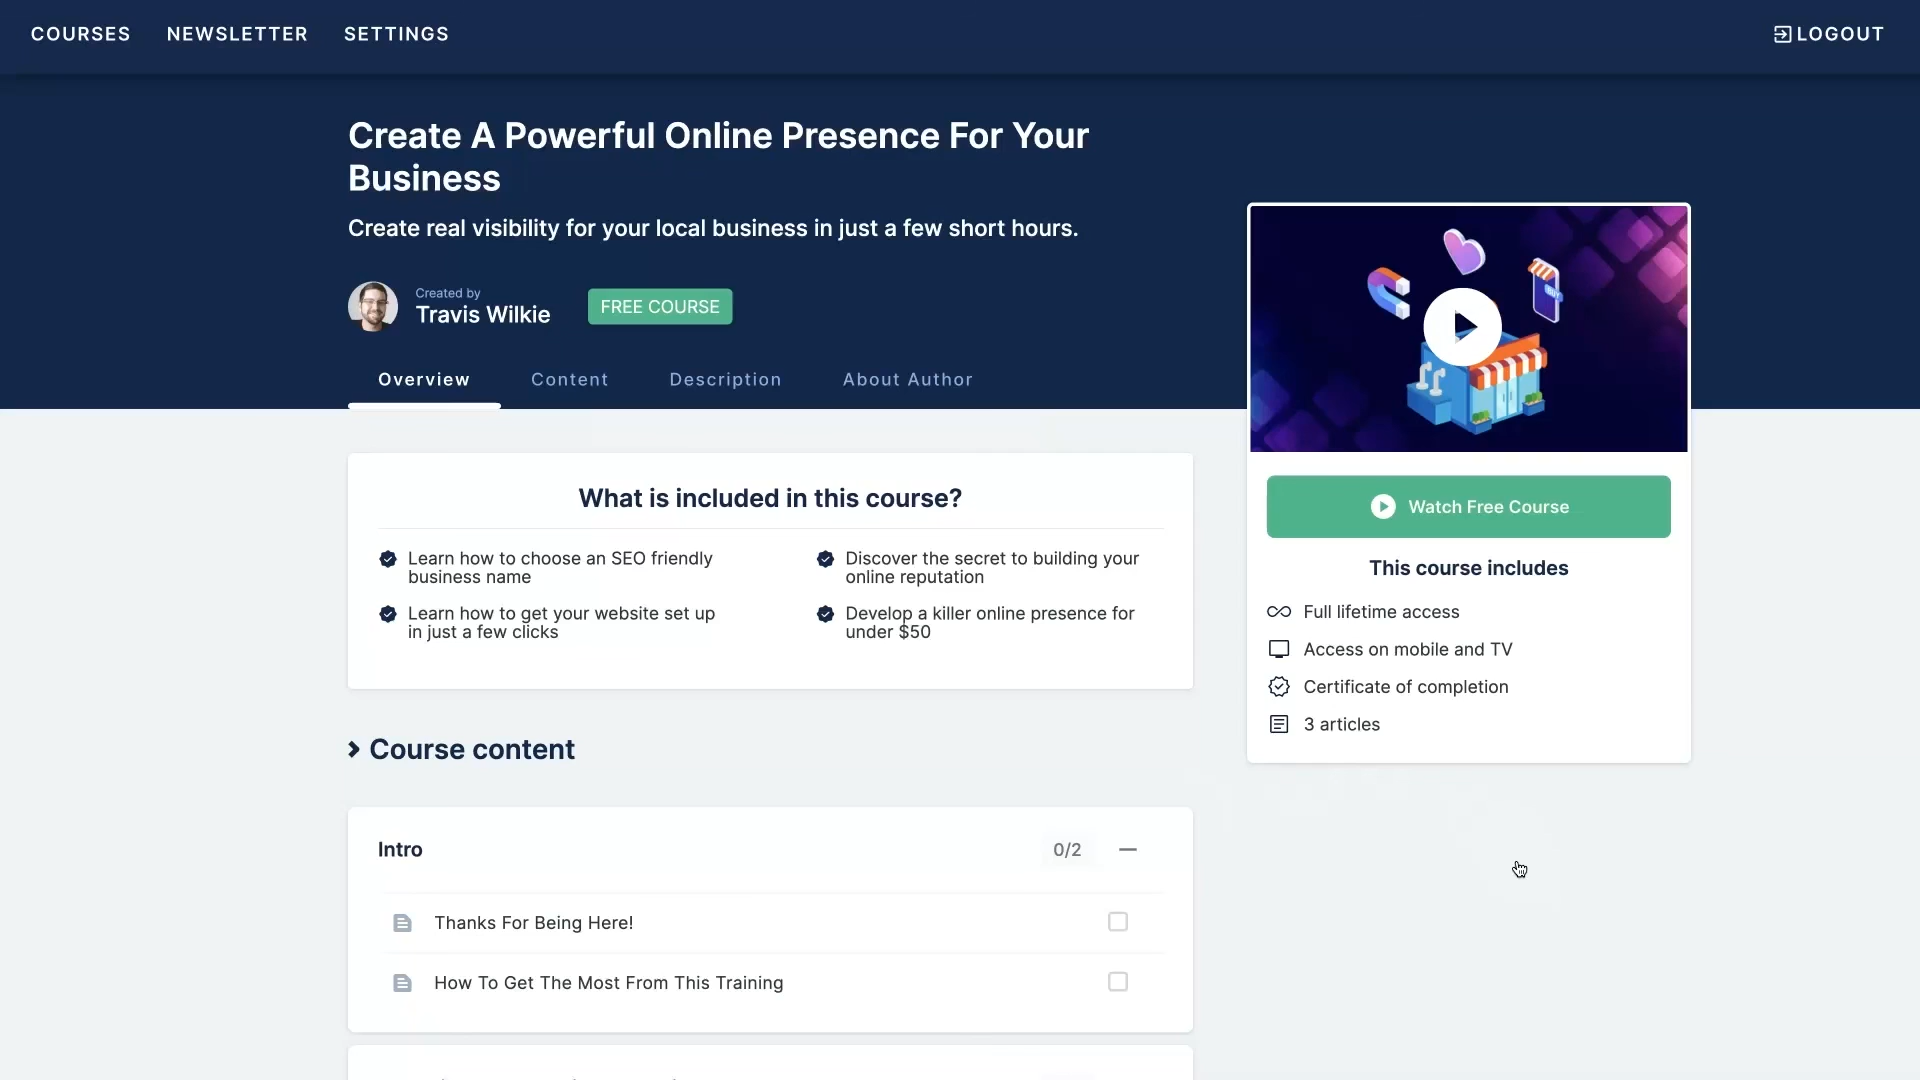 COURSES NEWSLETTER SETTINGS LOGOUT
Create A Powerful Online Presence For Your
Business
Create real visibility for your local business in just a few short hours.
Created by
Travis Wilkie
FREE COURSE
Overview Content Description About Author
BUY
Watch Free Course
This course includes
Full lifetime access
Access on mobile and TV
Certificate of completion
3 articles
What is included in this course?
Learn how to choose an SEO friendly
business name
Discover the secret to building your
online reputation
Learn how to get your website set up
in just a few clicks
Develop a killer online presence for
under $50
Course content
Intro 0/2
Thanks For Being Here!
How To Get The Most From This Training